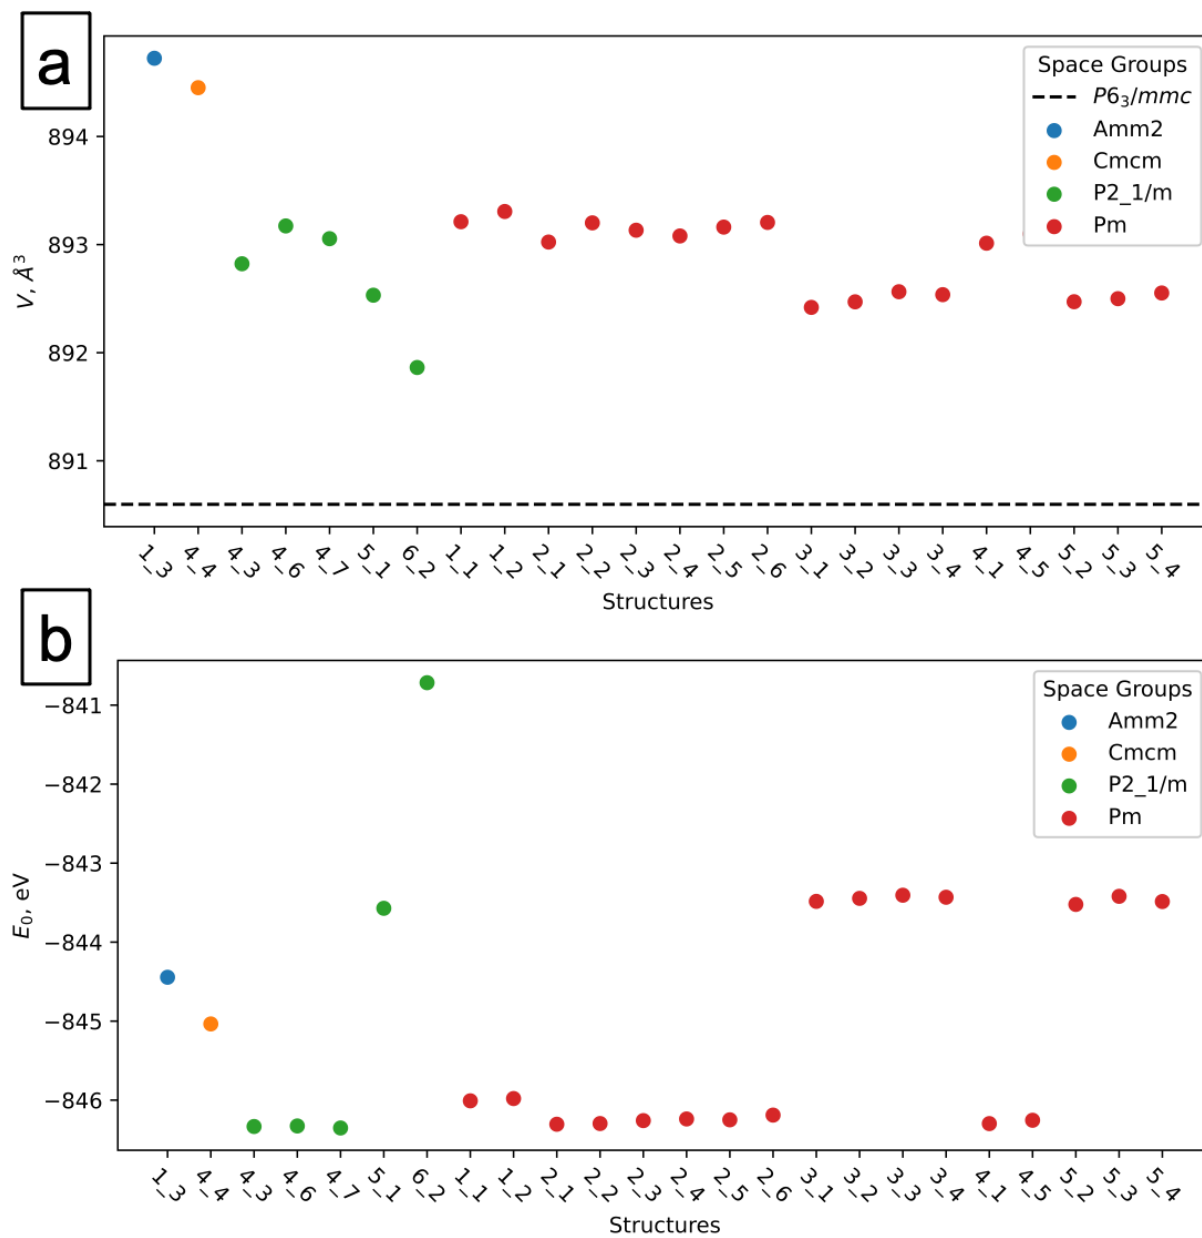 a
Space Groups
P6₃/mmc
Amm2
Cmcm
P2_1/m
Pm
894
893
892
891
V, Å³
1_3 4_4 4_3 4_6 4_7 5_1 6_2 1_1 1_2 2_1 2_2 2_3 2_4 2_5 2_6 3_1 3_2 3_3 3_4 4_1 4_5 5_2 5_3 5_4
Structures
b
Space Groups
Amm2
Cmcm
P2_1/m
Pm
−841
−842
−843
−844
−845
−846
E₀, eV
1_3 4_4 4_3 4_6 4_7 5_1 6_2 1_1 1_2 2_1 2_2 2_3 2_4 2_5 2_6 3_1 3_2 3_3 3_4 4_1 4_5 5_2 5_3 5_4
Structures